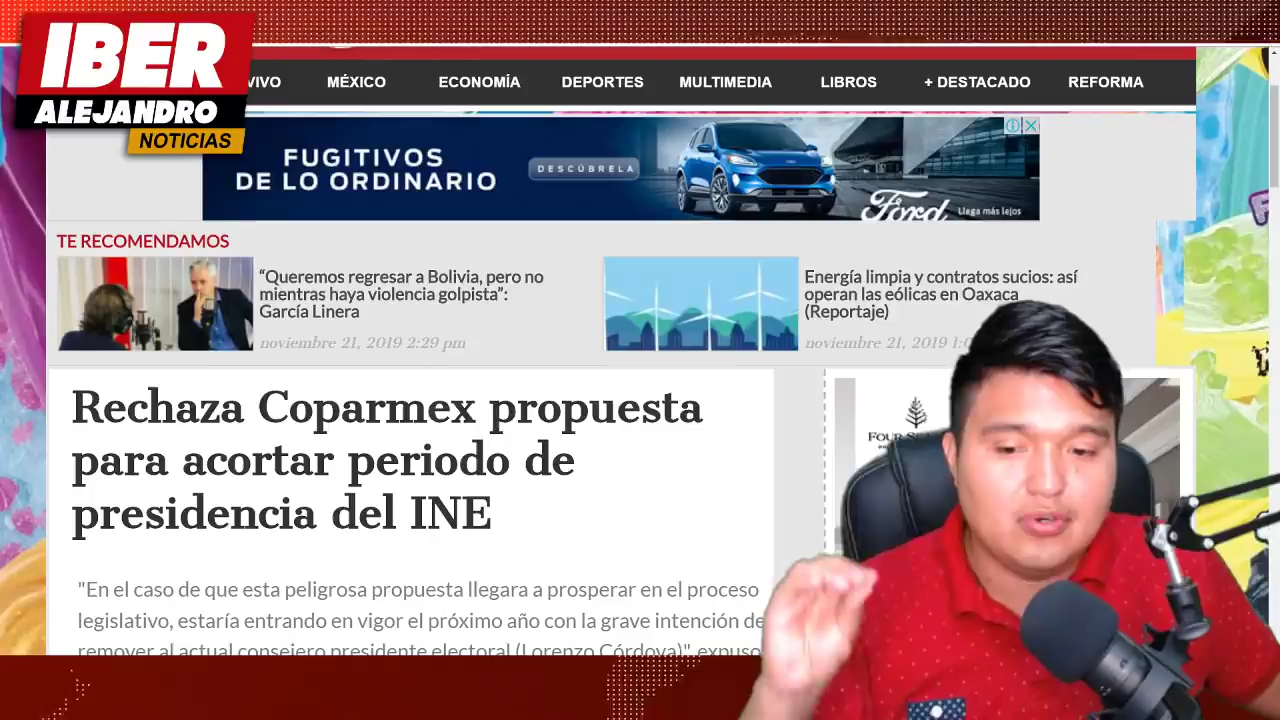 IBER
ALEJANDRO
NOTICIAS
VIVO
MÉXICO
ECONOMÍA
DEPORTES
MULTIMEDIA
LIBROS
+ DESTACADO
REFORMA
FUGITIVOS
DE LO ORDINARIO
DESCÚBRELA
Ford
Llega más lejos
TE RECOMENDAMOS
“Queremos regresar a Bolivia, pero no
mientras haya violencia golpista”:
García Linera
noviembre 21, 2019 2:29 pm
Energía limpia y contratos sucios: así
operan las eólicas en Oaxaca
(Reportaje)
noviembre 21, 2019
Rechaza Coparmex propuesta
para acortar periodo de
presidencia del INE
"En el caso de que esta peligrosa propuesta llegara a prosperar en el proceso
legislativo, estaría entrando en vigor el próximo año con la grave intención de
remover al actual consejero presidente electoral (Lorenzo Córdova)", expuso